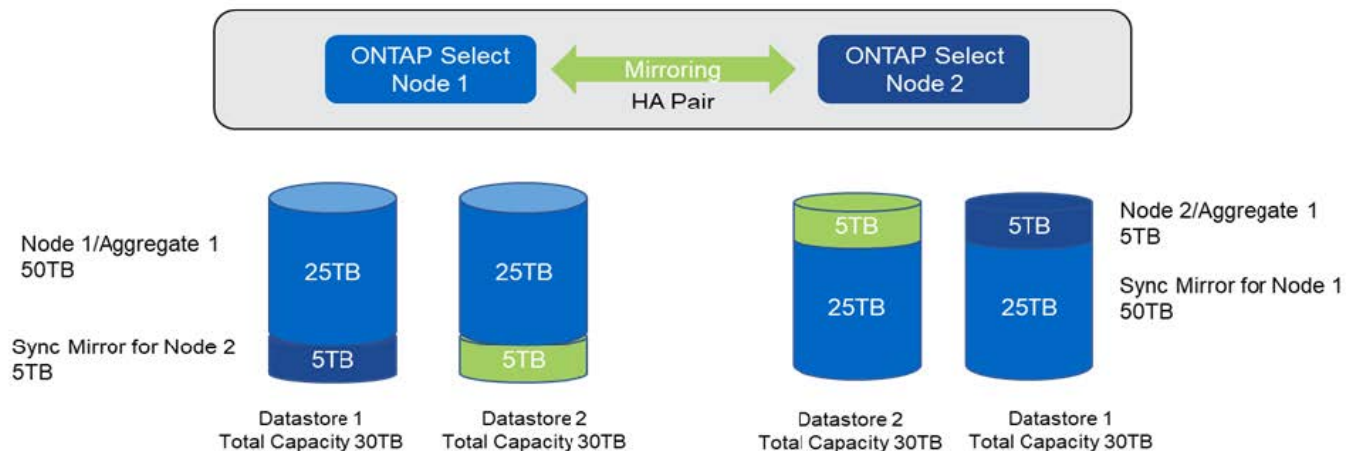 ONTAP Select
Node 1
Mirroring
HA Pair
ONTAP Select
Node 2
Node 1/Aggregate 1
50TB
Sync Mirror for Node 2
5TB
25TB
5TB
Datastore 1
Total Capacity 30TB
25TB
5TB
Datastore 2
Total Capacity 30TB
5TB
25TB
Datastore 2
Total Capacity 30TB
5TB
25TB
Datastore 1
Total Capacity 30TB
Node 2/Aggregate 1
5TB
Sync Mirror for Node 1
50TB